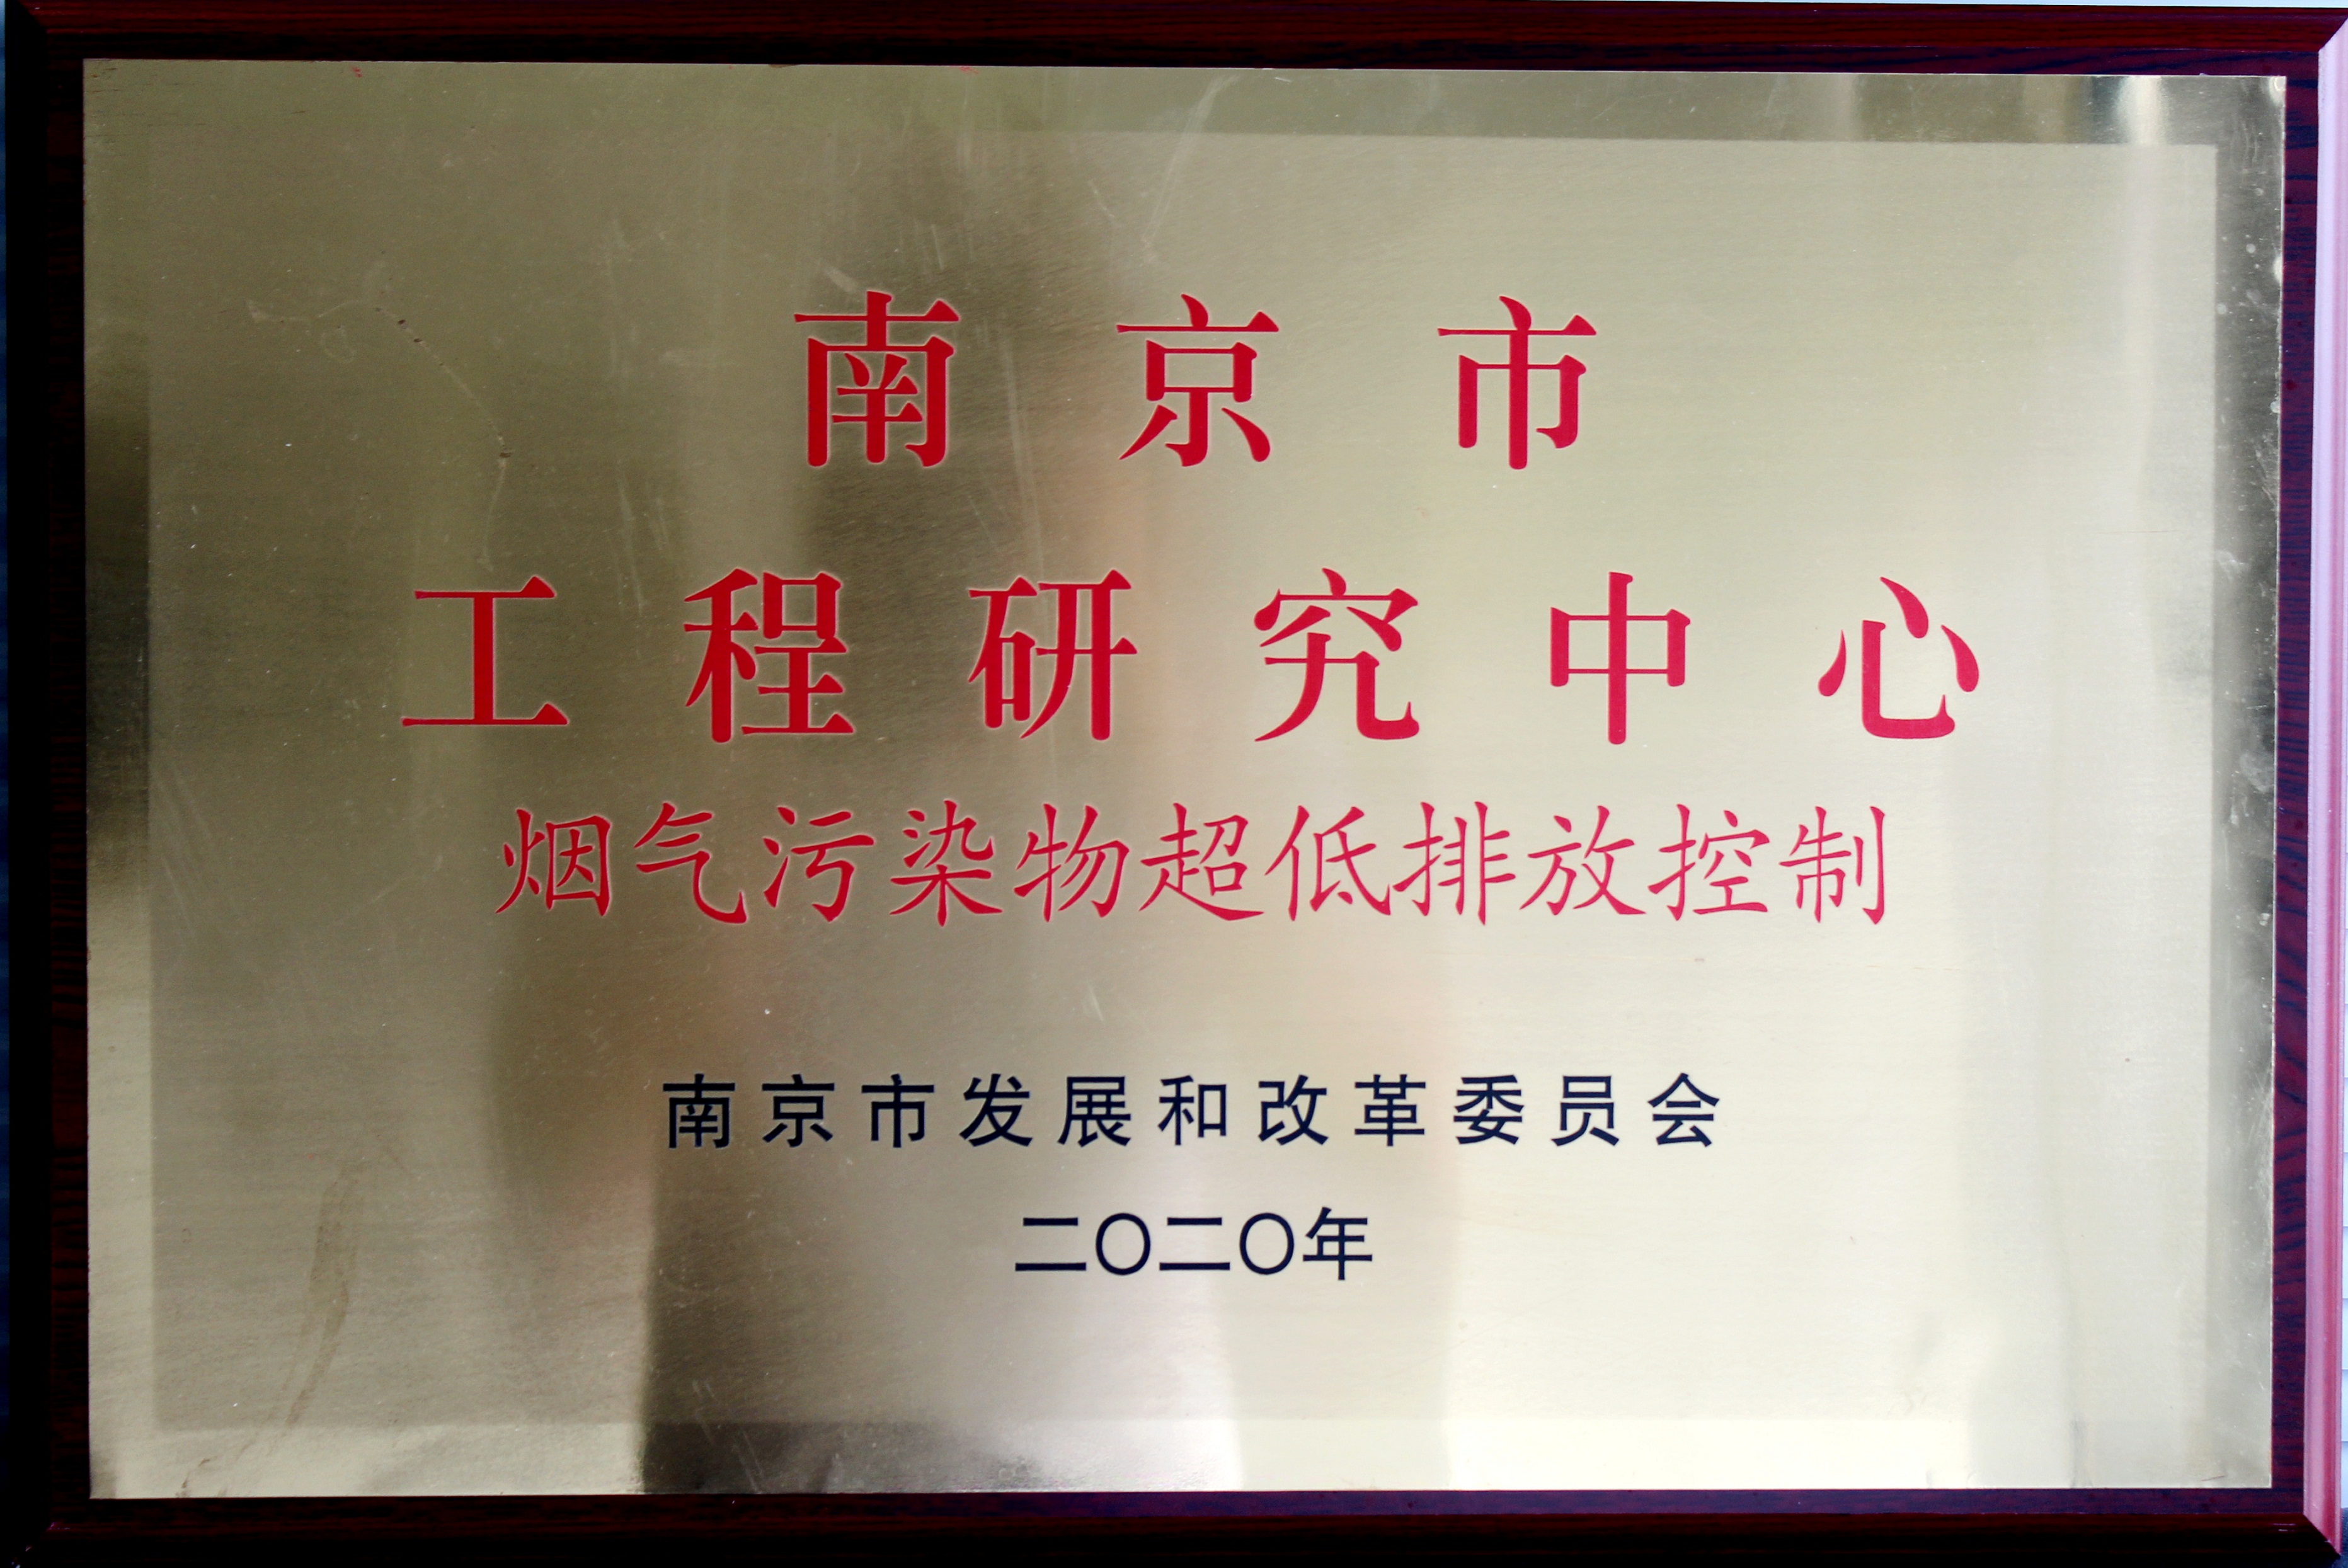 南京市
工程研究中心
烟气污染物超低排放控制
南京市发展和改革委员会
二〇二〇年